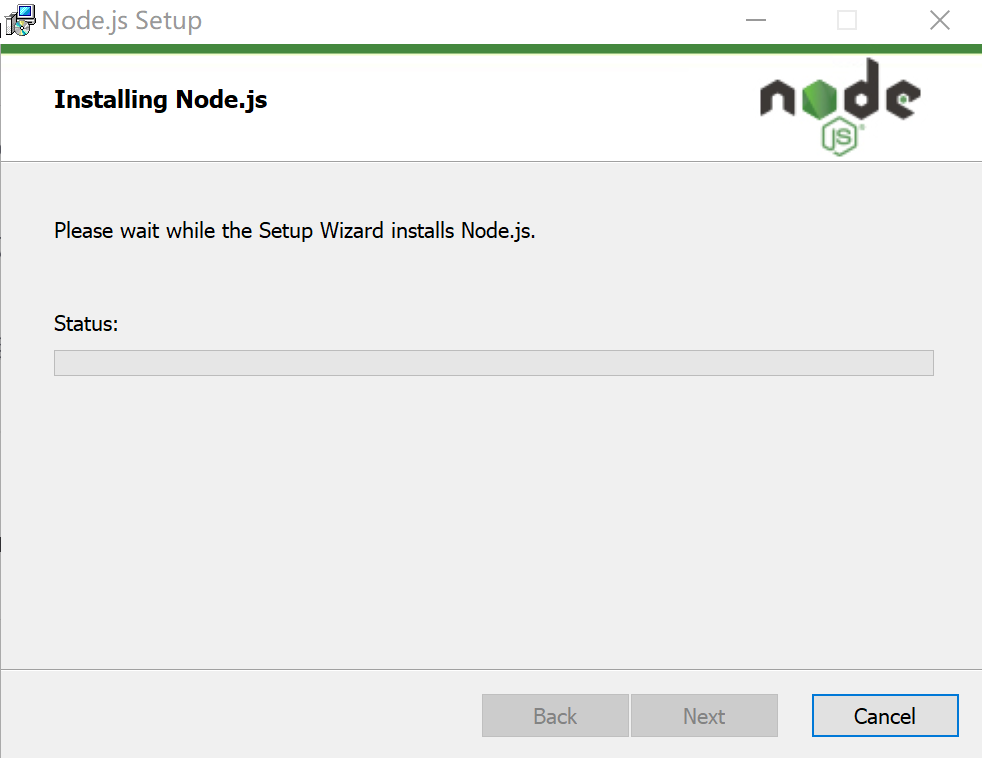 Node.js Setup
Installing Node.js
node
JS
®
Please wait while the Setup Wizard installs Node.js.
Status:
Back
Next
Cancel